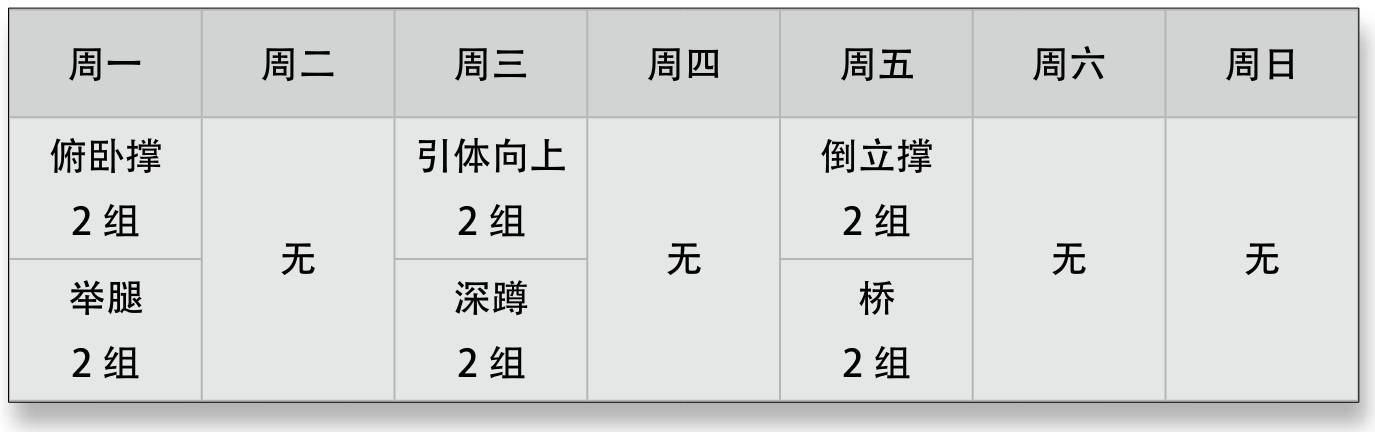 周一 周二 周三 周四 周五 周六 周日
俯卧撑 引体向上 倒立撑
2 组 2 组 2 组
无 无 无 无
举腿 深蹲 桥
2 组 2 组 2 组